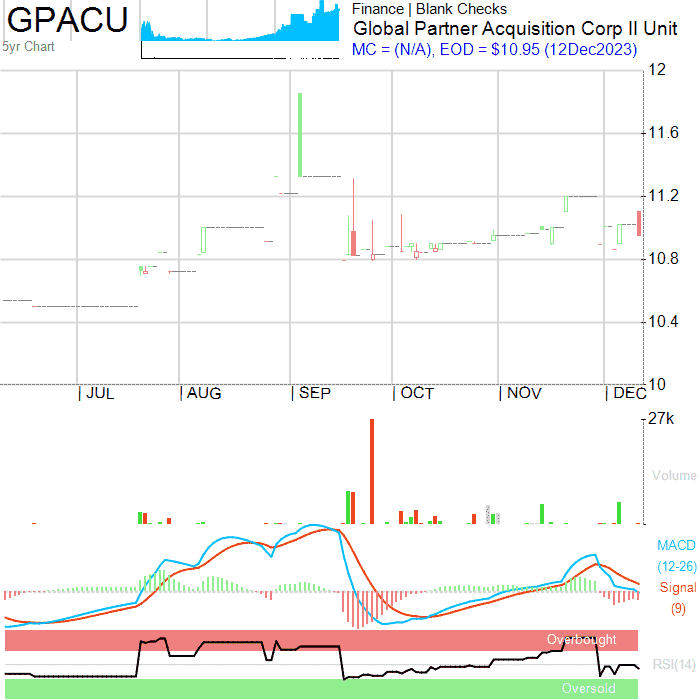 GPACU
5yr Chart
Finance | Blank Checks
Global Partner Acquisition Corp II Unit
MC = (N/A), EOD = $10.95 (12Dec2023)
12
11.6
11.2
10.8
10.4
10
| JUL | AUG | SEP | OCT | NOV | DEC
27k
Volume
MACD
(12-26)
Signal
(9)
Overbought
RSI(14)
Oversold